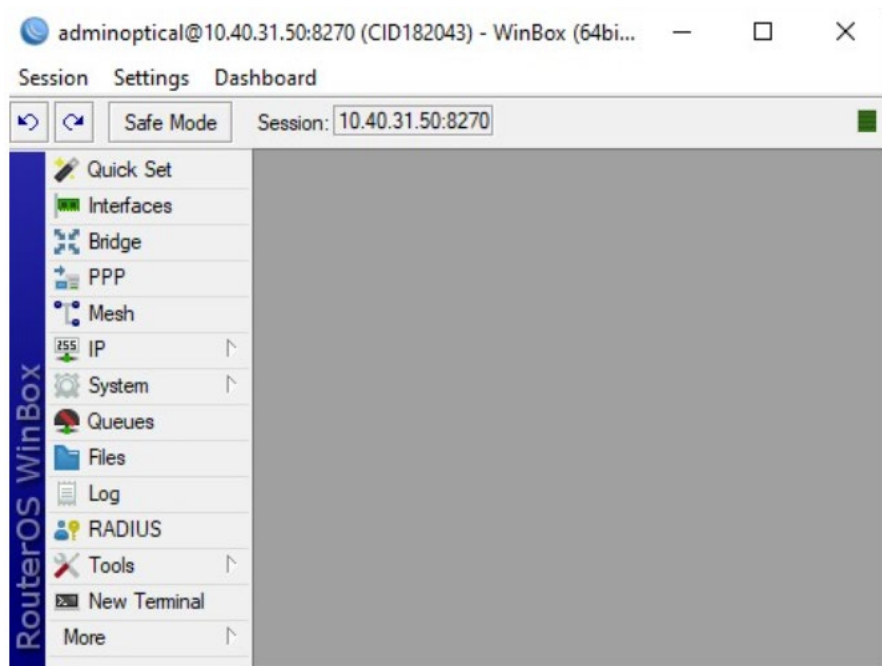 adminoptical@10.40.31.50:8270 (CID182043) - WinBox (64bi...
Session Settings Dashboard
Safe Mode Session: 10.40.31.50:8270
Quick Set
Interfaces
Bridge
PPP
Mesh
255 IP
System
Queues
Files
Log
RADIUS
Tools
New Terminal
More
RouterOS WinBox